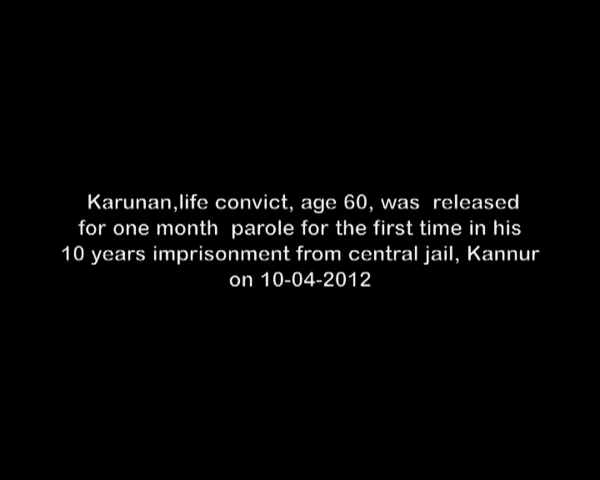 Karunan,life convict, age 60, was  released
for one month  parole for the first time in his
10 years imprisonment from central jail, Kannur
on 10-04-2012